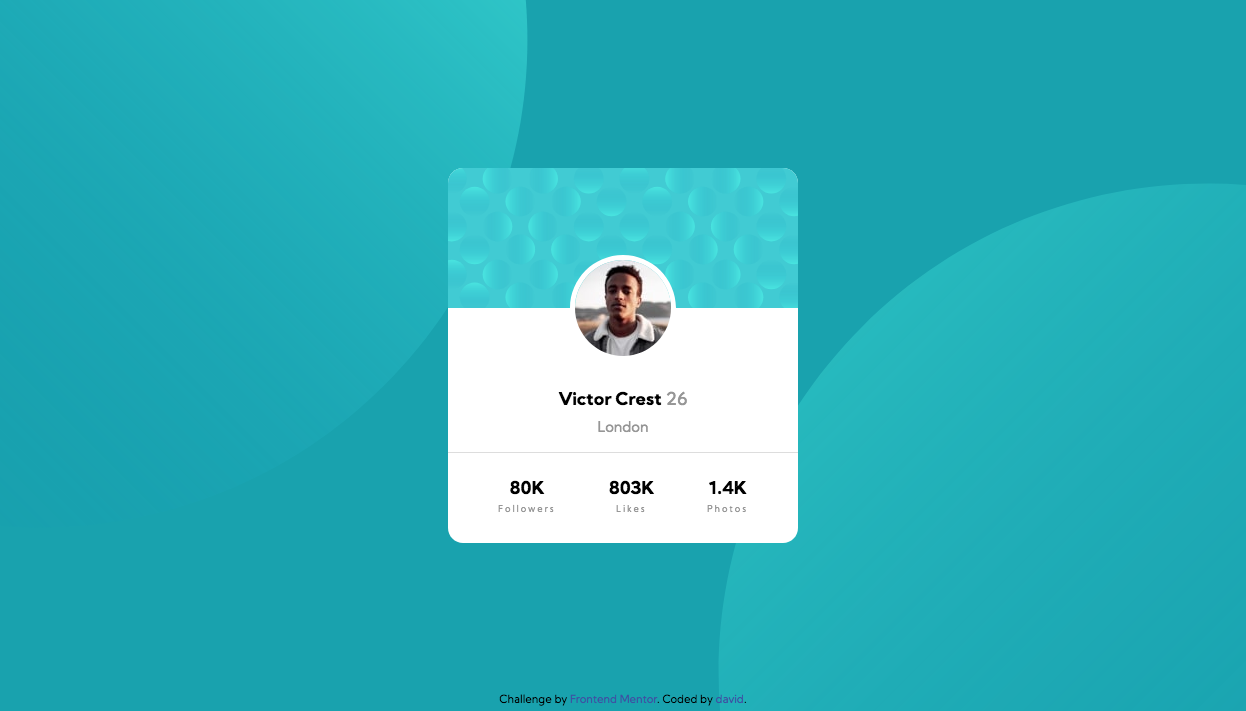 Victor Crest 26
London
80K 803K 1.4K
Followers Likes Photos
Challenge by Frontend Mentor. Coded by david.